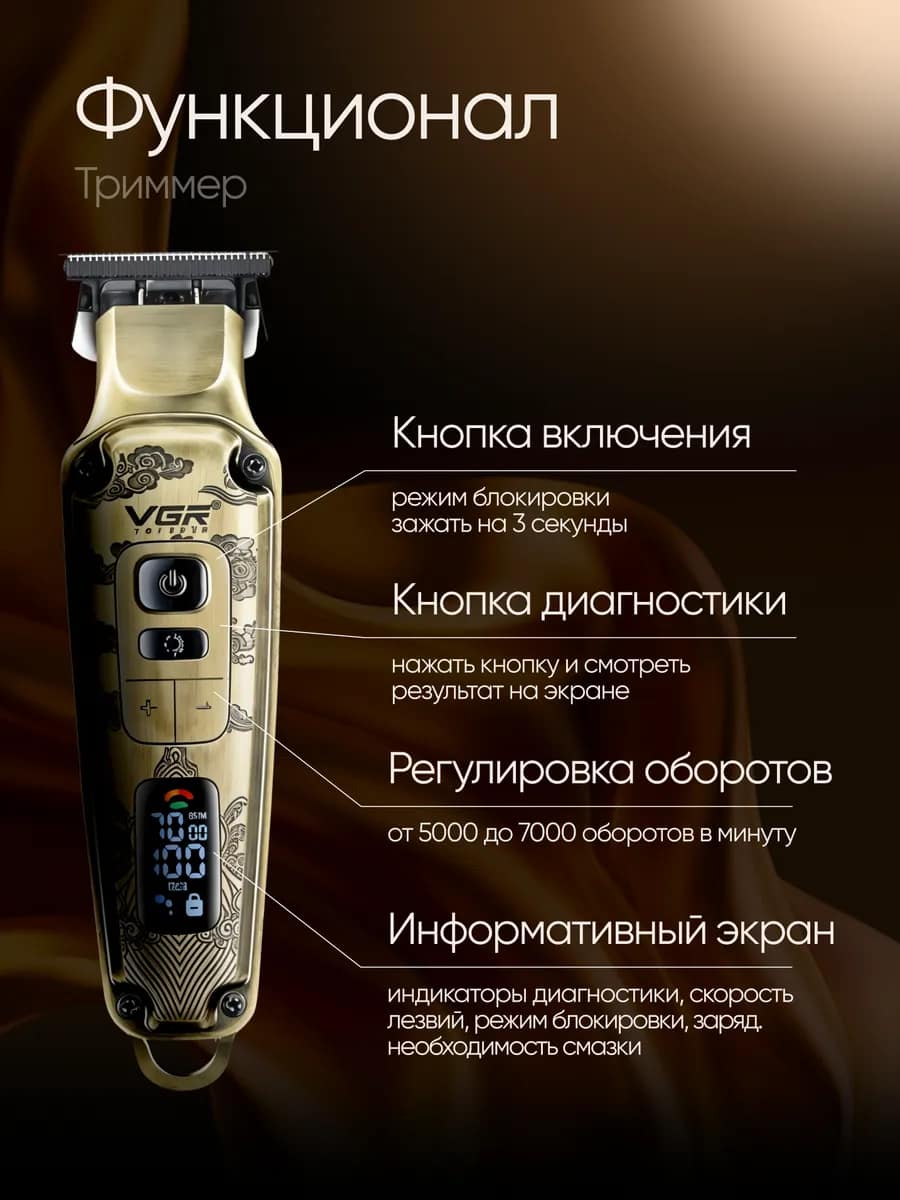 Функционал
Триммер
Кнопка включения
режим блокировки
зажать на 3 секунды
VGR®
Кнопка диагностики
нажать кнопку и смотреть
результат на экране
Регулировка оборотов
от 5000 до 7000 оборотов в минуту
7000
100
Информативный экран
индикаторы диагностики, скорость
лезвий, режим блокировки, заряд.
необходимость смазки